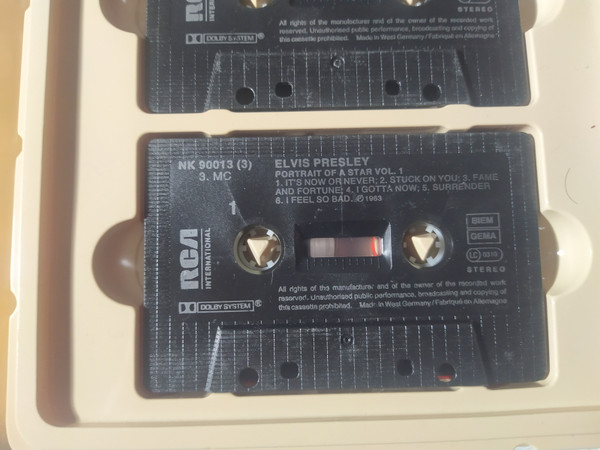 RCA
STEREO
All rights of the manufacturer and of the owner of the recorded work
reserved. Unauthorized public performance, broadcasting and copying of
this cassette prohibited. Made in West Germany/Fabriqué en Allemagne
DOLBY SYSTEM®
NK 90013 (3)
3. MC
ELVIS PRESLEY
PORTRAIT OF A STAR VOL. 1
1. IT'S NOW OR NEVER; 2. STUCK ON YOU; 3. FAME
AND FORTUNE; 4. I GOTTA NOW; 5. SURRENDER
6. I FEEL SO BAD. ℗ 1983
1
RCA
INTERNATIONAL
BIEM
GEMA
LC 0316
STEREO
All rights of the manufacturer and of the owner of the recorded work
reserved. Unauthorized public performance, broadcasting and copying of
this cassette prohibited. Made in West Germany/Fabriqué en Allemagne
DOLBY SYSTEM®